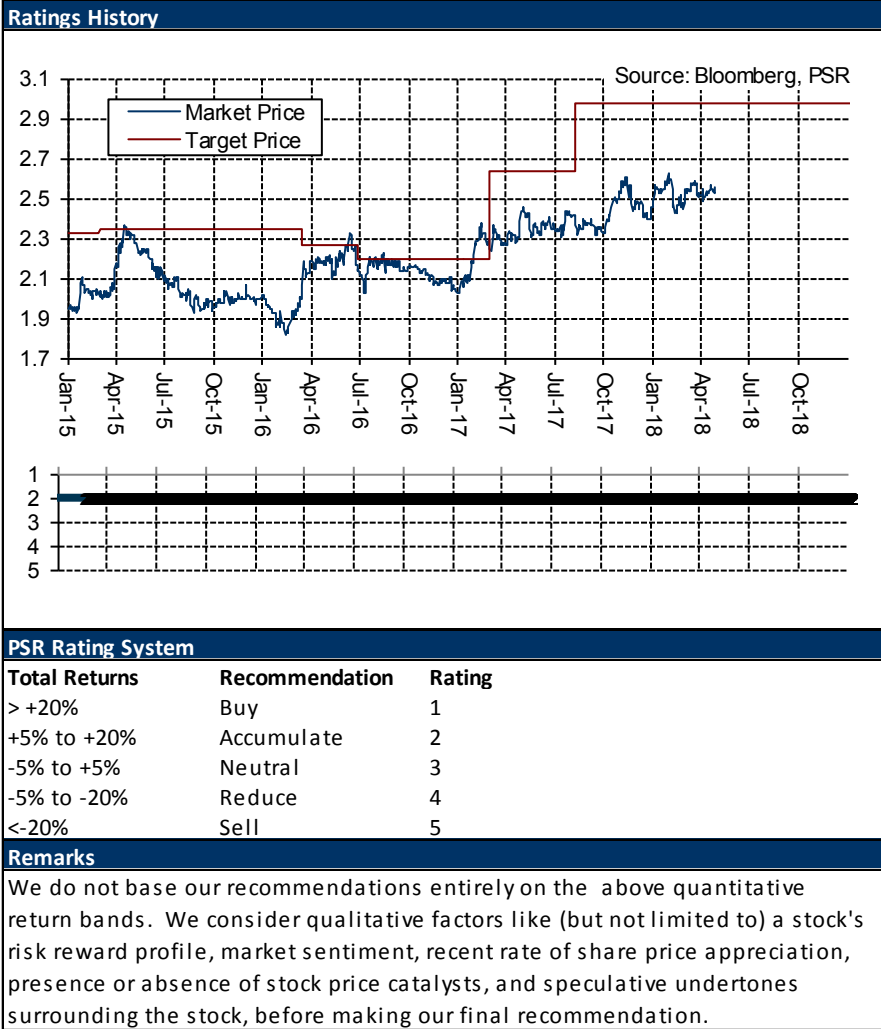 Ratings History
Source: Bloomberg, PSR
Market Price
Target Price
3.1
2.9
2.7
2.5
2.3
2.1
1.9
1.7
Jan-15
Apr-15
Jul-15
Oct-15
Jan-16
Apr-16
Jul-16
Oct-16
Jan-17
Apr-17
Jul-17
Oct-17
Jan-18
Apr-18
Jul-18
Oct-18
1
2
3
4
5
PSR Rating System
Total Returns Recommendation Rating
> +20% Buy 1
+5% to +20% Accumulate 2
-5% to +5% Neutral 3
-5% to -20% Reduce 4
<-20% Sell 5
Remarks
We do not base our recommendations entirely on the above quantitative
return bands. We consider qualitative factors like (but not limited to) a stock's
risk reward profile, market sentiment, recent rate of share price appreciation,
presence or absence of stock price catalysts, and speculative undertones
surrounding the stock, before making our final recommendation.